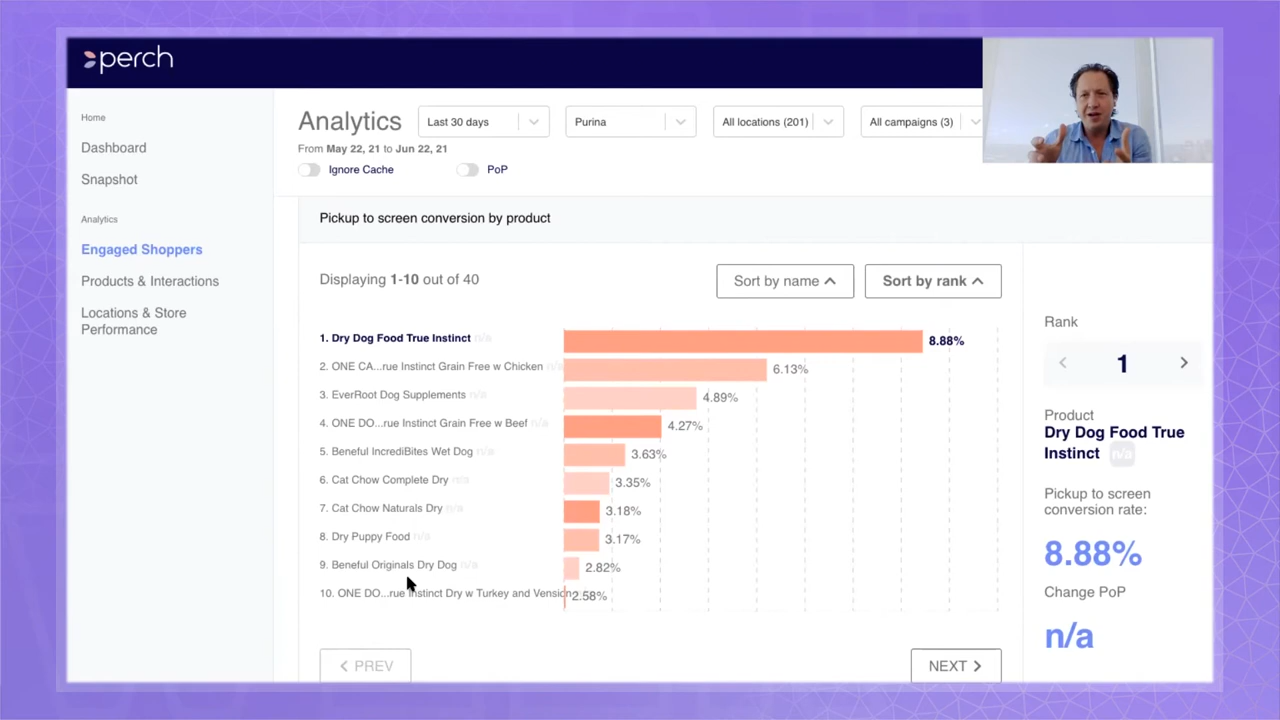 perch
Home
Dashboard
Snapshot
Analytics
Engaged Shoppers
Products & Interactions
Locations & Store
Performance
Analytics
Last 30 days
Purina
All locations (201)
All campaigns (3)
From May 22, 21 to Jun 22, 21
Ignore Cache
PoP
Pickup to screen conversion by product
Displaying 1-10 out of 40
Sort by name
Sort by rank
1. Dry Dog Food True Instinct n/a 8.88%
2. ONE CA...rue Instinct Grain Free w Chicken n/a 6.13%
3. EverRoot Dog Supplements n/a 4.89%
4. ONE DO...rue Instinct Grain Free w Beef n/a 4.27%
5. Beneful IncrediBites Wet Dog n/a 3.63%
6. Cat Chow Complete Dry n/a 3.35%
7. Cat Chow Naturals Dry n/a 3.18%
8. Dry Puppy Food n/a 3.17%
9. Beneful Originals Dry Dog n/a 2.82%
10. ONE DO...rue Instinct Dry w Turkey and Venison 2.58%
PREV
NEXT
Rank
1
Product
Dry Dog Food True
Instinct n/a
Pickup to screen
conversion rate:
8.88%
Change PoP
n/a